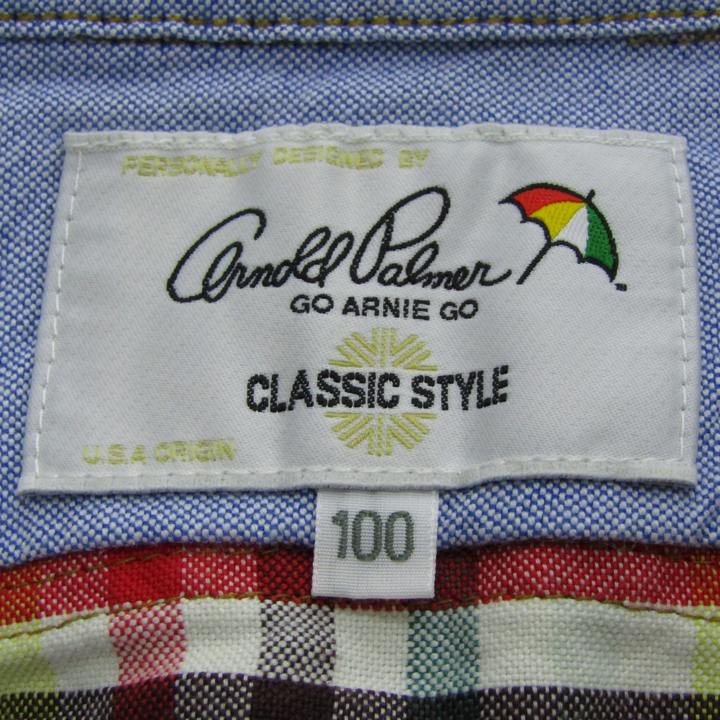 PERSONALLY DESIGNED BY
Arnold Palmer
GO ARNIE GO
CLASSIC STYLE
U.S.A ORIGIN
100